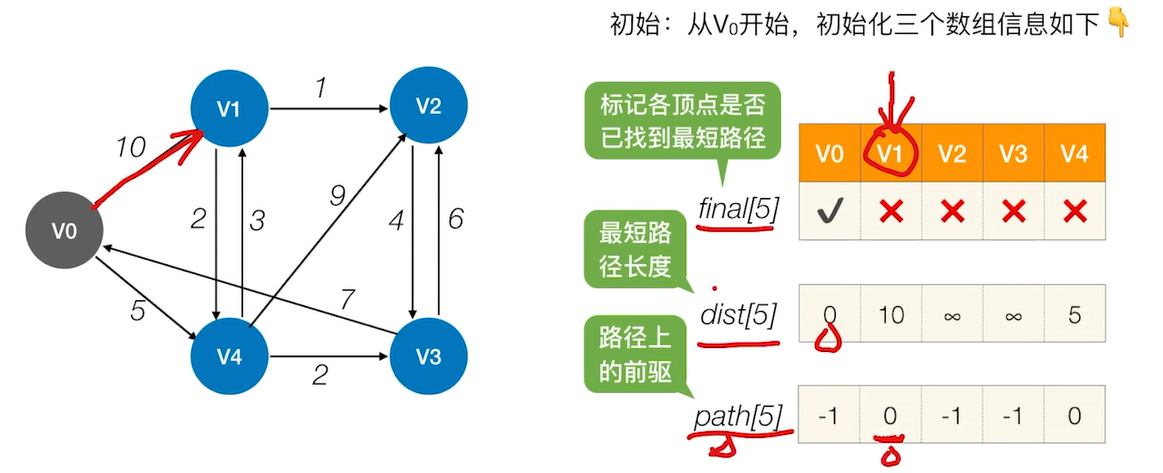 初始：从V₀开始，初始化三个数组信息如下👇
标记各顶点是否
已找到最短路径
V0 V1 V2 V3 V4
final[5] ✓ ✕ ✕ ✕ ✕
最短路
径长度
dist[5] 0 10 ∞ ∞ 5
路径上
的前驱
path[5] -1 0 -1 -1 0
V1 1 V2
10
2 3 9 4 6
V0
5 7
V4 2 V3